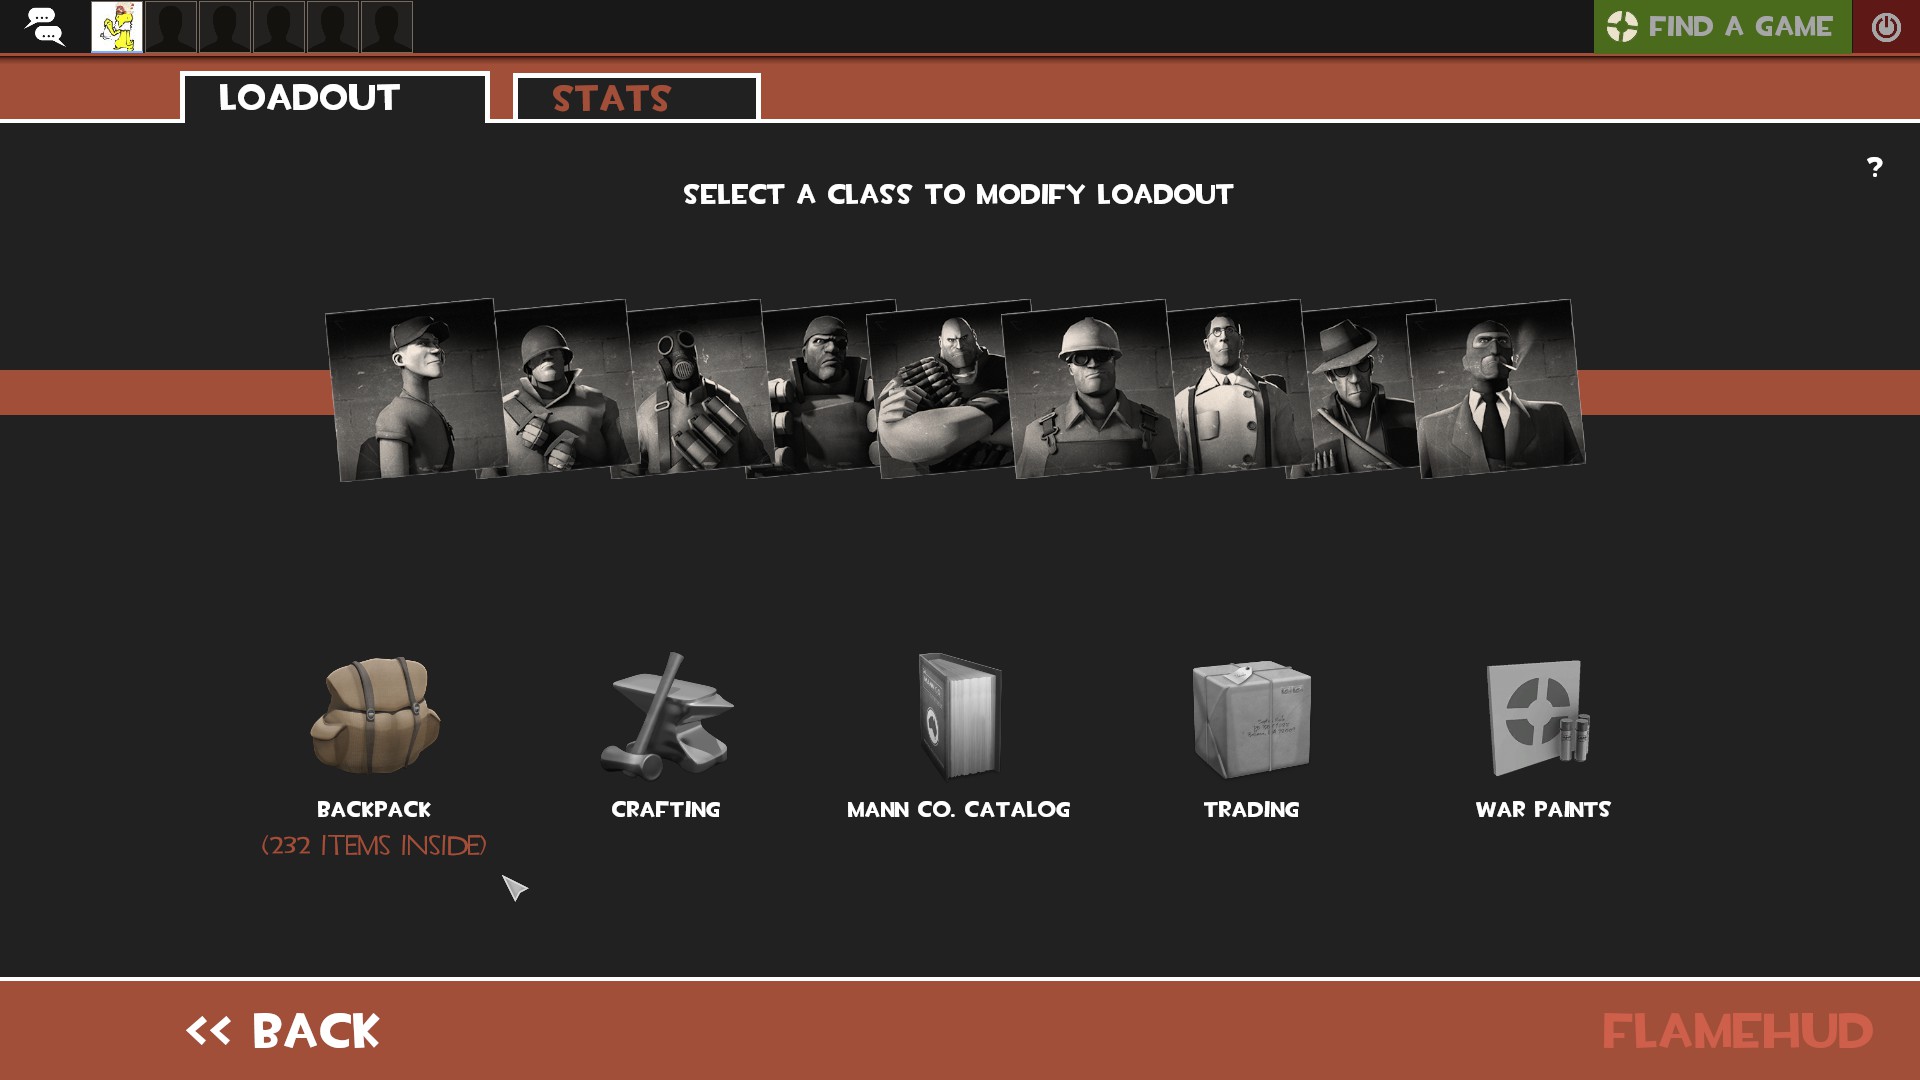 FIND A GAME
LOADOUT
STATS
?
SELECT A CLASS TO MODIFY LOADOUT
BACKPACK
(232 ITEMS INSIDE)
CRAFTING
MANN CO. CATALOG
TRADING
WAR PAINTS
<< BACK
FLAMEHUD